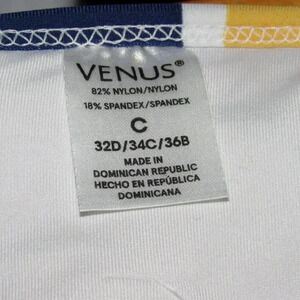 VENUS®
82% NYLON/NYLON
18% SPANDEX/SPANDEX
C
32D/34C/36B
MADE IN
DOMINICAN REPUBLIC
HECHO EN REPÚBLICA
DOMINICANA